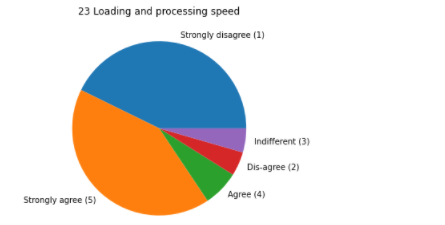 23 Loading and processing speed
Strongly disagree (1)
Indifferent (3)
Dis-agree (2)
Agree (4)
Strongly agree (5)